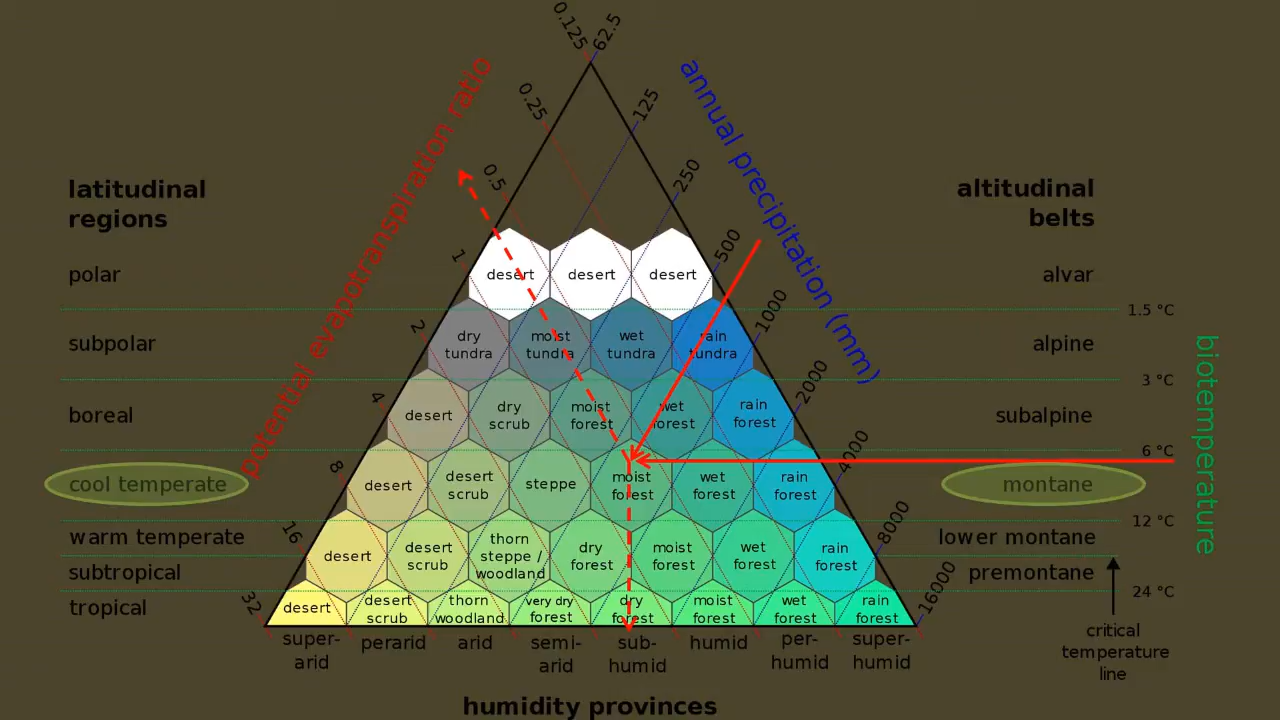 0.125
62.5
0.25
125
0.5
250
1
500
2
1000
4
2000
8
4000
16
8000
32
16000
potential evapotranspiration ratio
annual precipitation (mm)
latitudinal
regions
altitudinal
belts
polar
desert
desert
desert
alvar
1.5 °C
subpolar
dry
tundra
moist
tundra
wet
tundra
rain
tundra
alpine
3 °C
boreal
desert
dry
scrub
moist
forest
wet
forest
rain
forest
subalpine
6 °C
cool temperate
desert
desert
scrub
steppe
moist
forest
wet
forest
rain
forest
montane
12 °C
warm temperate
subtropical
desert
desert
scrub
thorn
steppe /
woodland
dry
forest
moist
forest
wet
forest
rain
forest
lower montane
premontane
24 °C
tropical
desert
desert
scrub
thorn
woodland
very dry
forest
dry
forest
moist
forest
wet
forest
rain
forest
biotemperature
critical
temperature
line
super-
arid
perarid
arid
semi-
arid
sub-
humid
humid
per-
humid
super-
humid
humidity provinces